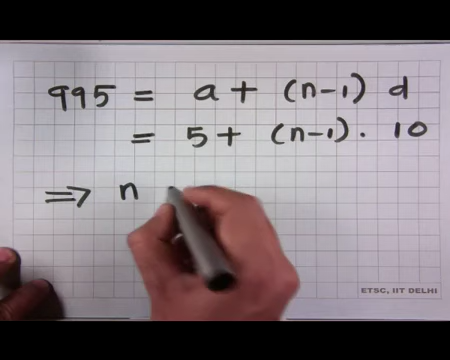 995 = a + (n-1) d
= 5 + (n-1) . 10
⇒ n
ETSC, IIT DELHI